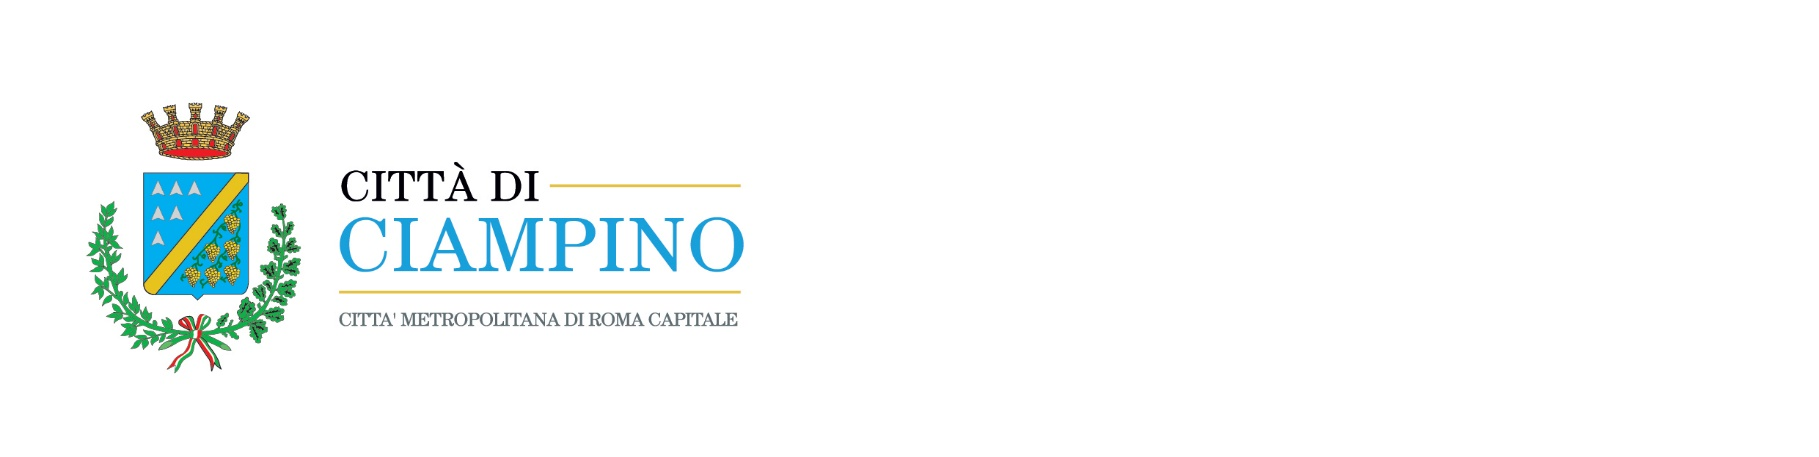 CITTÀ DI
CIAMPINO
CITTA' METROPOLITANA DI ROMA CAPITALE